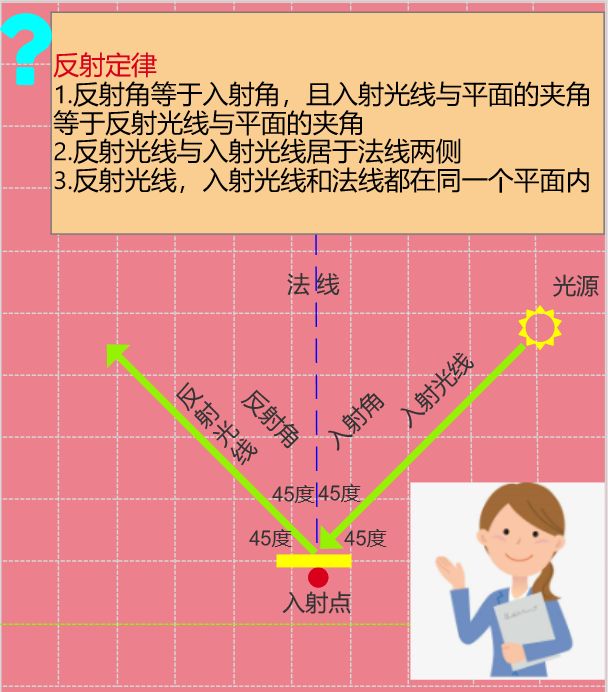 ?
反射定律
1.反射角等于入射角，且入射光线与平面的夹角
等于反射光线与平面的夹角
2.反射光线与入射光线居于法线两侧
3.反射光线，入射光线和法线都在同一个平面内
法线
光源
反射光线
反射角
入射角
入射光线
45度
45度
45度
45度
入射点